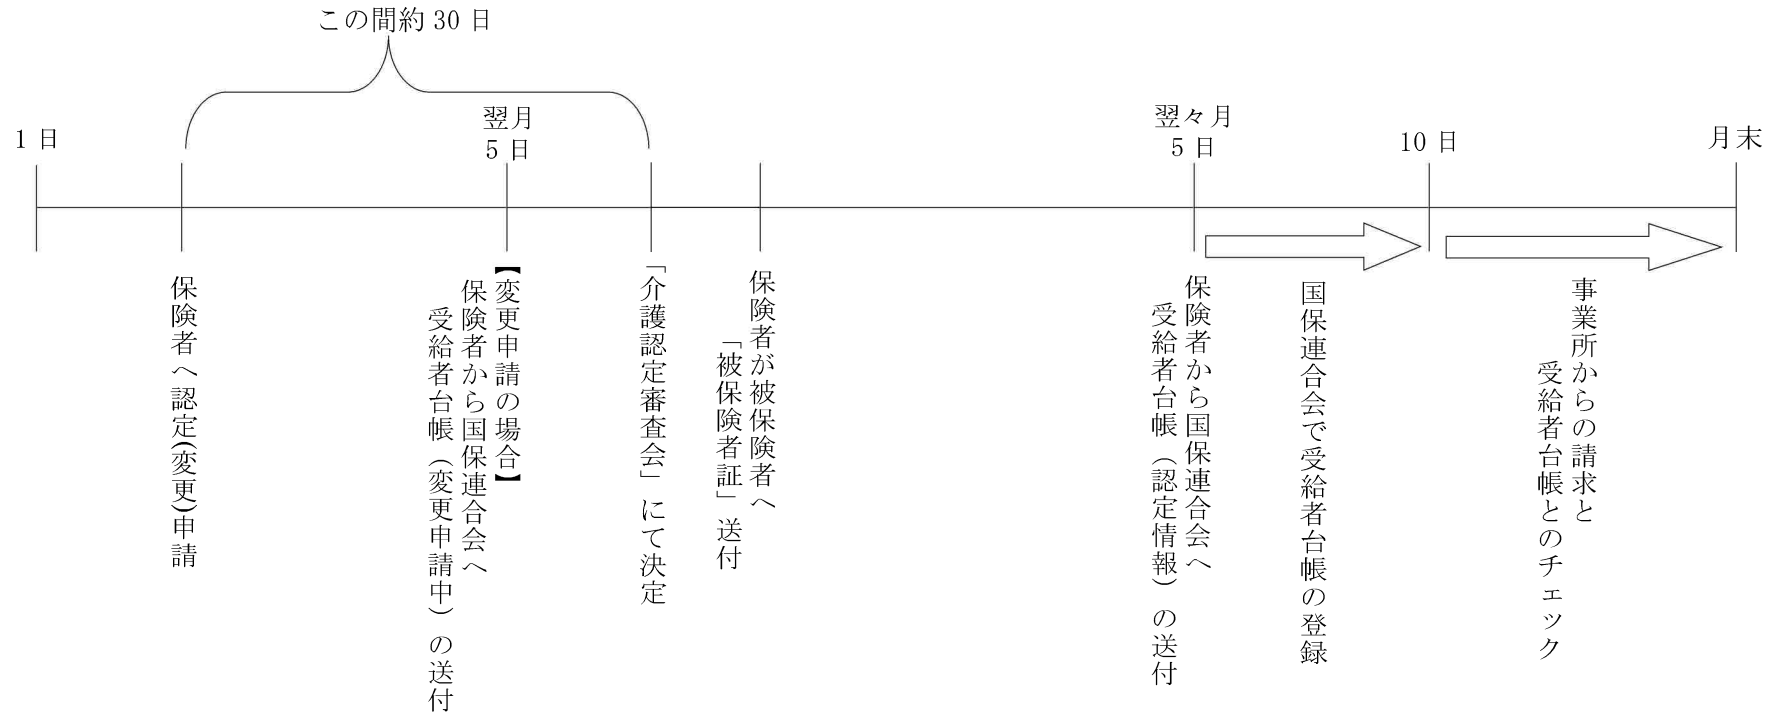 この間約 30 日
1 日
翌月
5 日
翌々月
5 日
10 日
月末
保険者へ認定(変更)申請
【変更申請の場合】
保険者から国保連合会へ
受給者台帳（変更申請中）の送付
「介護認定審査会」にて決定
保険者が被保険者へ
「被保険者証」送付
保険者から国保連合会へ
受給者台帳（認定情報）の送付
国保連合会で受給者台帳の登録
事業所からの請求と
受給者台帳とのチェック